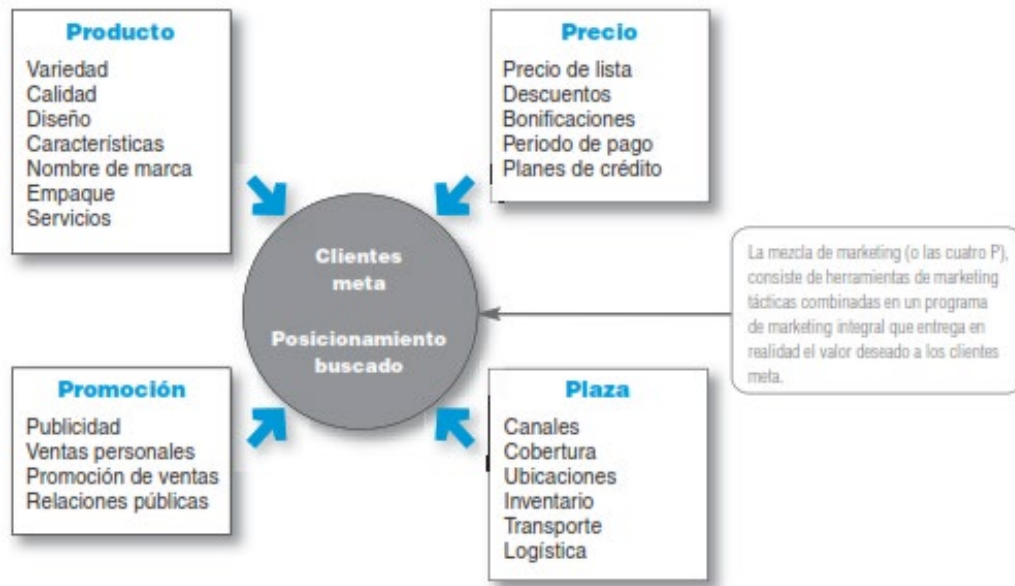 Producto
Variedad
Calidad
Diseño
Características
Nombre de marca
Empaque
Servicios
Precio
Precio de lista
Descuentos
Bonificaciones
Periodo de pago
Planes de crédito
Clientes
meta
Posicionamiento
buscado
La mezcla de marketing (o las cuatro P),
consiste de herramientas de marketing
tácticas combinadas en un programa
de marketing integral que entrega en
realidad el valor deseado a los clientes
meta.
Promoción
Publicidad
Ventas personales
Promoción de ventas
Relaciones públicas
Plaza
Canales
Cobertura
Ubicaciones
Inventario
Transporte
Logística